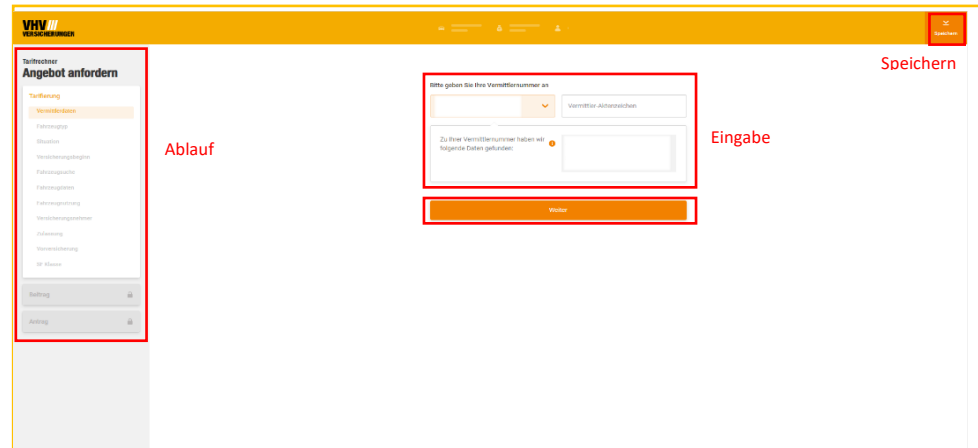 VHV
VERSICHERUNGEN
Speichern
Speichern
Tarifrechner
Angebot anfordern
Tarifierung
Vermittlerdaten
Fahrzeugtyp
Situation
Versicherungsbeginn
Fahrzeugsuche
Fahrzeugdaten
Fahrzeugnutzung
Versicherungsnehmer
Zulassung
Vorversicherung
SF-Klasse
Beitrag
Antrag
Ablauf
Bitte geben Sie Ihre Vermittlernummer an
Vermittler-Aktenzeichen
Zu Ihrer Vermittlernummer haben wir
folgende Daten gefunden:
Eingabe
Weiter